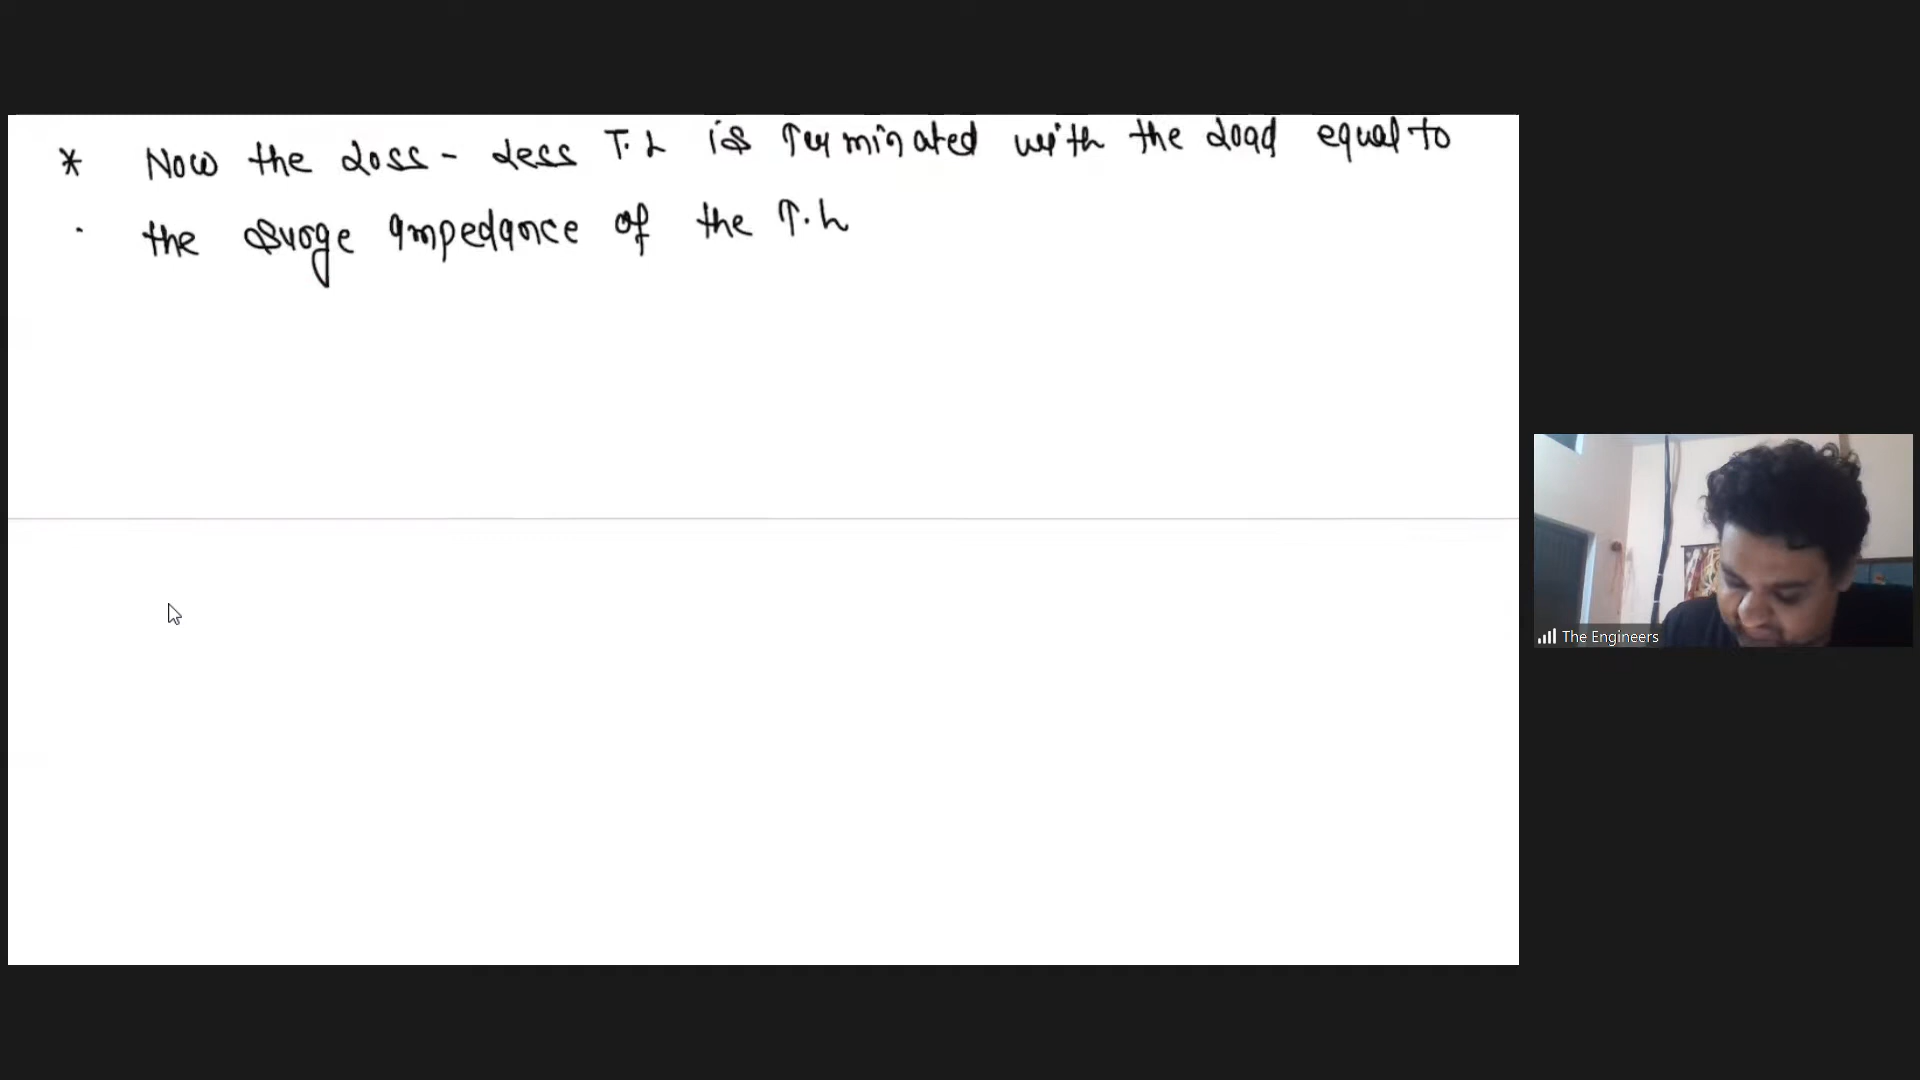 * Now the Loss - Less T.L is Terminated with the Load equal to
the surge impedance of the T.L
The Engineers